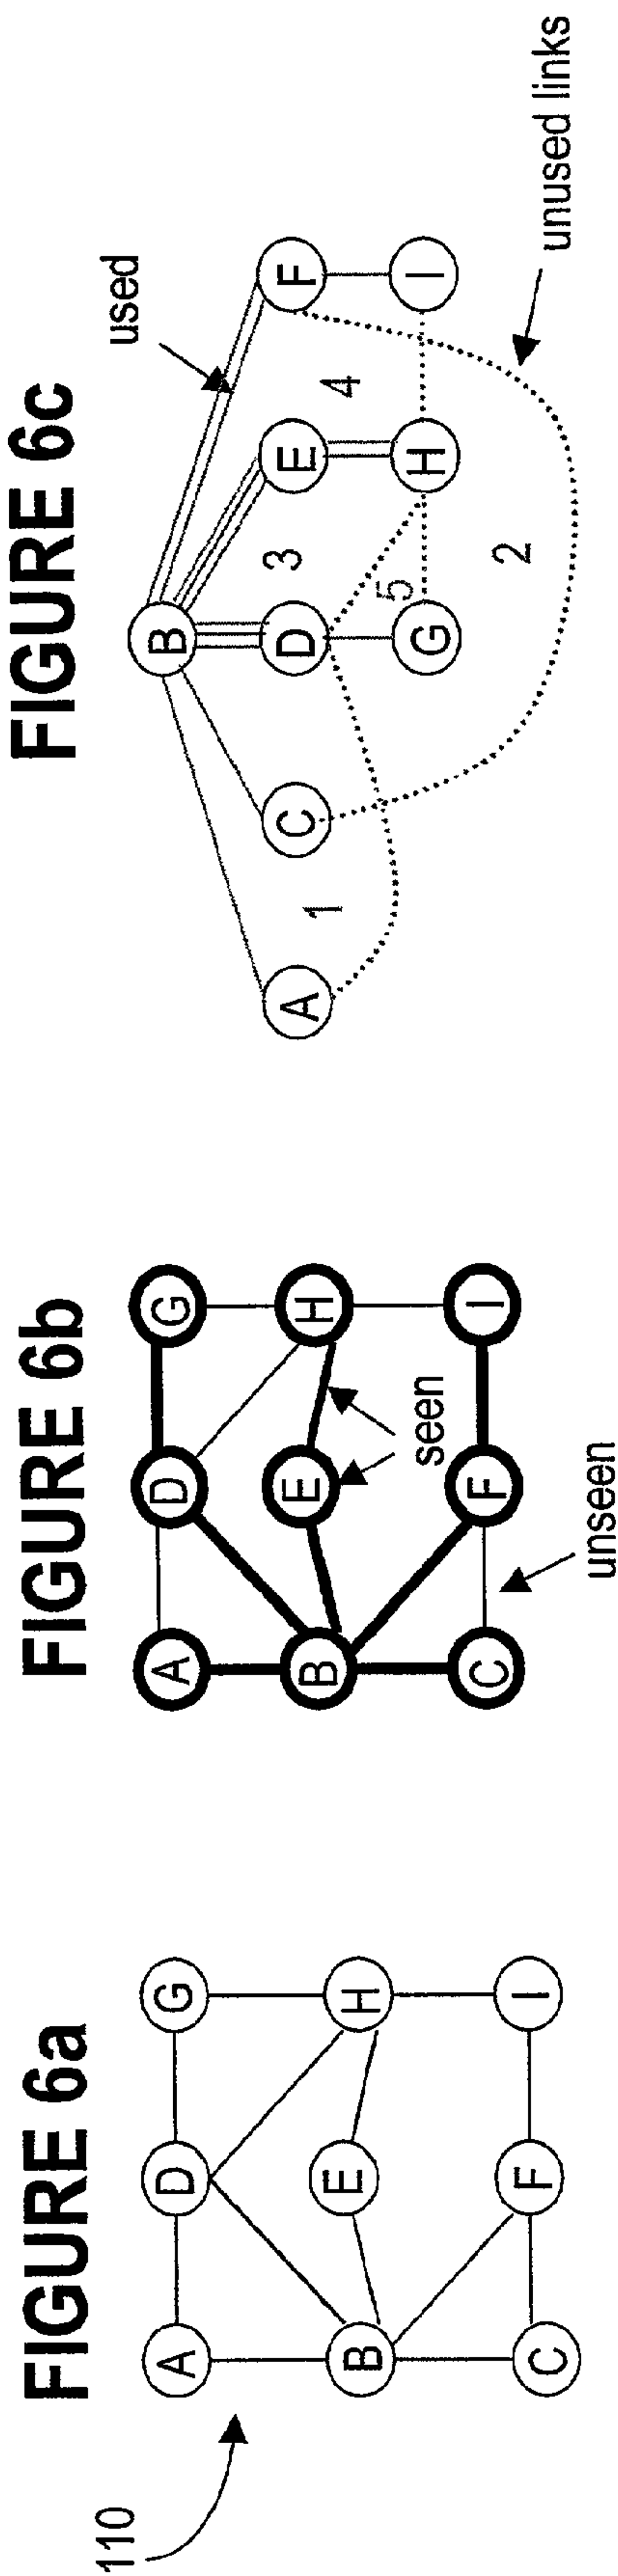 FIGURE 6a
110
A
D
G
B
E
H
C
F
I
FIGURE 6b
A
D
G
B
E
H
C
F
I
seen
unseen
FIGURE 6c
used
B
A
C
D
E
F
1
3
4
G
H
I
5
2
unused links